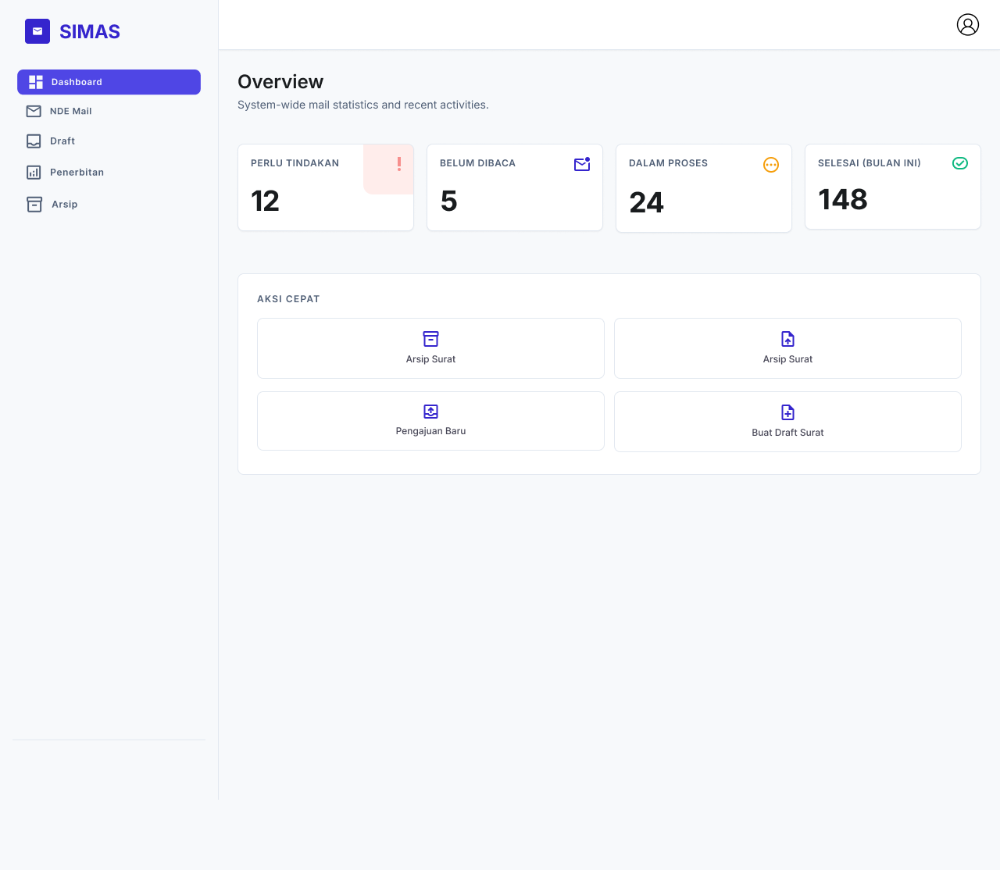 SIMAS
Dashboard
NDE Mail
Draft
Penerbitan
Arsip
Overview
System-wide mail statistics and recent activities.
PERLU TINDAKAN
12
BELUM DIBACA
5
DALAM PROSES
24
SELESAI (BULAN INI)
148
AKSI CEPAT
Arsip Surat
Arsip Surat
Pengajuan Baru
Buat Draft Surat